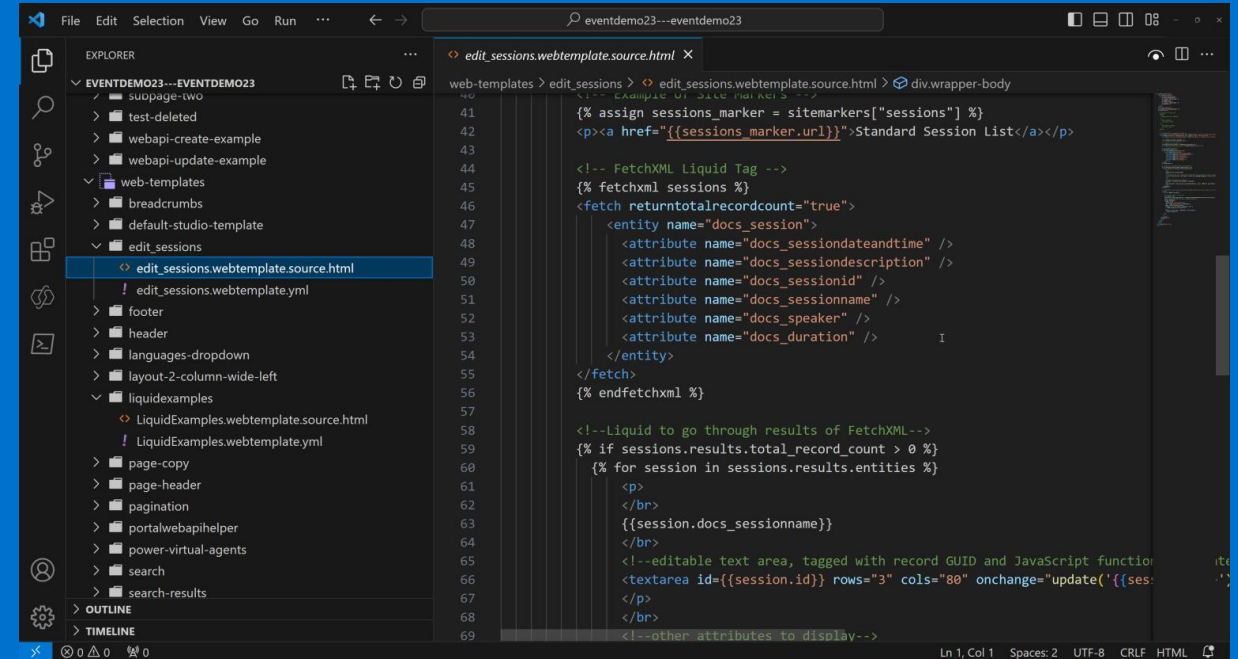 File Edit Selection View Go Run ··· ← → eventdemo23---eventdemo23
EXPLORER ···
EVENTDEMO23---EVENTDEMO23
subpage-two
test-deleted
webapi-create-example
webapi-update-example
web-templates
breadcrumbs
default-studio-template
edit_sessions
edit_sessions.webtemplate.source.html
! edit_sessions.webtemplate.yml
footer
header
languages-dropdown
layout-2-column-wide-left
liquidexamples
LiquidExamples.webtemplate.source.html
! LiquidExamples.webtemplate.yml
page-copy
page-header
pagination
portalwebapihelper
power-virtual-agents
search
search-results
OUTLINE
TIMELINE
edit_sessions.webtemplate.source.html
web-templates > edit_sessions > edit_sessions.webtemplate.source.html > div.wrapper-body
40 <!-- Example of Site Markers -->
41 {% assign sessions_marker = sitemarkers["sessions"] %}
42 <p><a href="{{sessions_marker.url}}">Standard Session List</a></p>
43
44 <!-- FetchXML Liquid Tag -->
45 {% fetchxml sessions %}
46 <fetch returntotalrecordcount="true">
47 <entity name="docs_session">
48 <attribute name="docs_sessiondateandtime" />
49 <attribute name="docs_sessiondescription" />
50 <attribute name="docs_sessionid" />
51 <attribute name="docs_sessionname" />
52 <attribute name="docs_speaker" />
53 <attribute name="docs_duration" />
54 </entity>
55 </fetch>
56 {% endfetchxml %}
57
58 <!--Liquid to go through results of FetchXML-->
59 {% if sessions.results.total_record_count > 0 %}
60 {% for session in sessions.results.entities %}
61 <p>
62 </br>
63 {{session.docs_sessionname}}
64 </br>
65 <!--editable text area, tagged with record GUID and JavaScript function
66 <textarea id={{session.id}} rows="3" cols="80" onchange="update('{{ses
67 </p>
68 </br>
69 <!--other attributes to display-->
0 0 0 Ln 1, Col 1 Spaces: 2 UTF-8 CRLF HTML